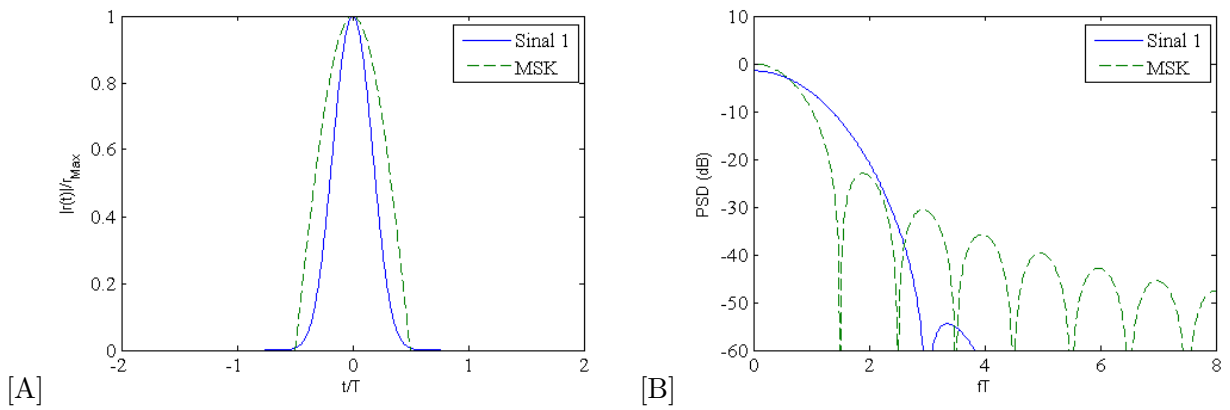 1
0.8
0.6
0.4
0.2
0
-2
-1
0
1
2
|r(t)|/r_Max
t/T
Sinal 1
MSK
[A]
10
0
-10
-20
-30
-40
-50
-60
0
2
4
6
8
PSD (dB)
fT
Sinal 1
MSK
[B]